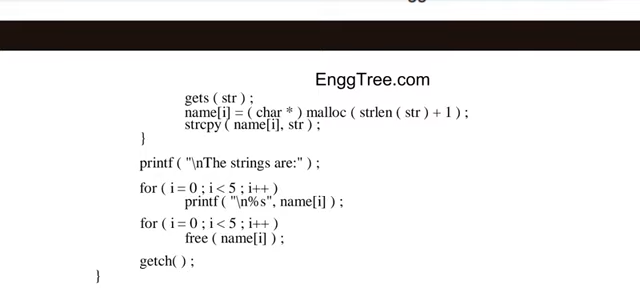 EnggTree.com
gets ( str ) ;
name[i] = ( char * ) malloc ( strlen ( str ) + 1 ) ;
strcpy ( name[i], str ) ;
}
printf ( "\nThe strings are:" ) ;
for ( i = 0 ; i < 5 ; i++ )
printf ( "\n%s", name[i] ) ;
for ( i = 0 ; i < 5 ; i++ )
free ( name[i] ) ;
getch( ) ;
}